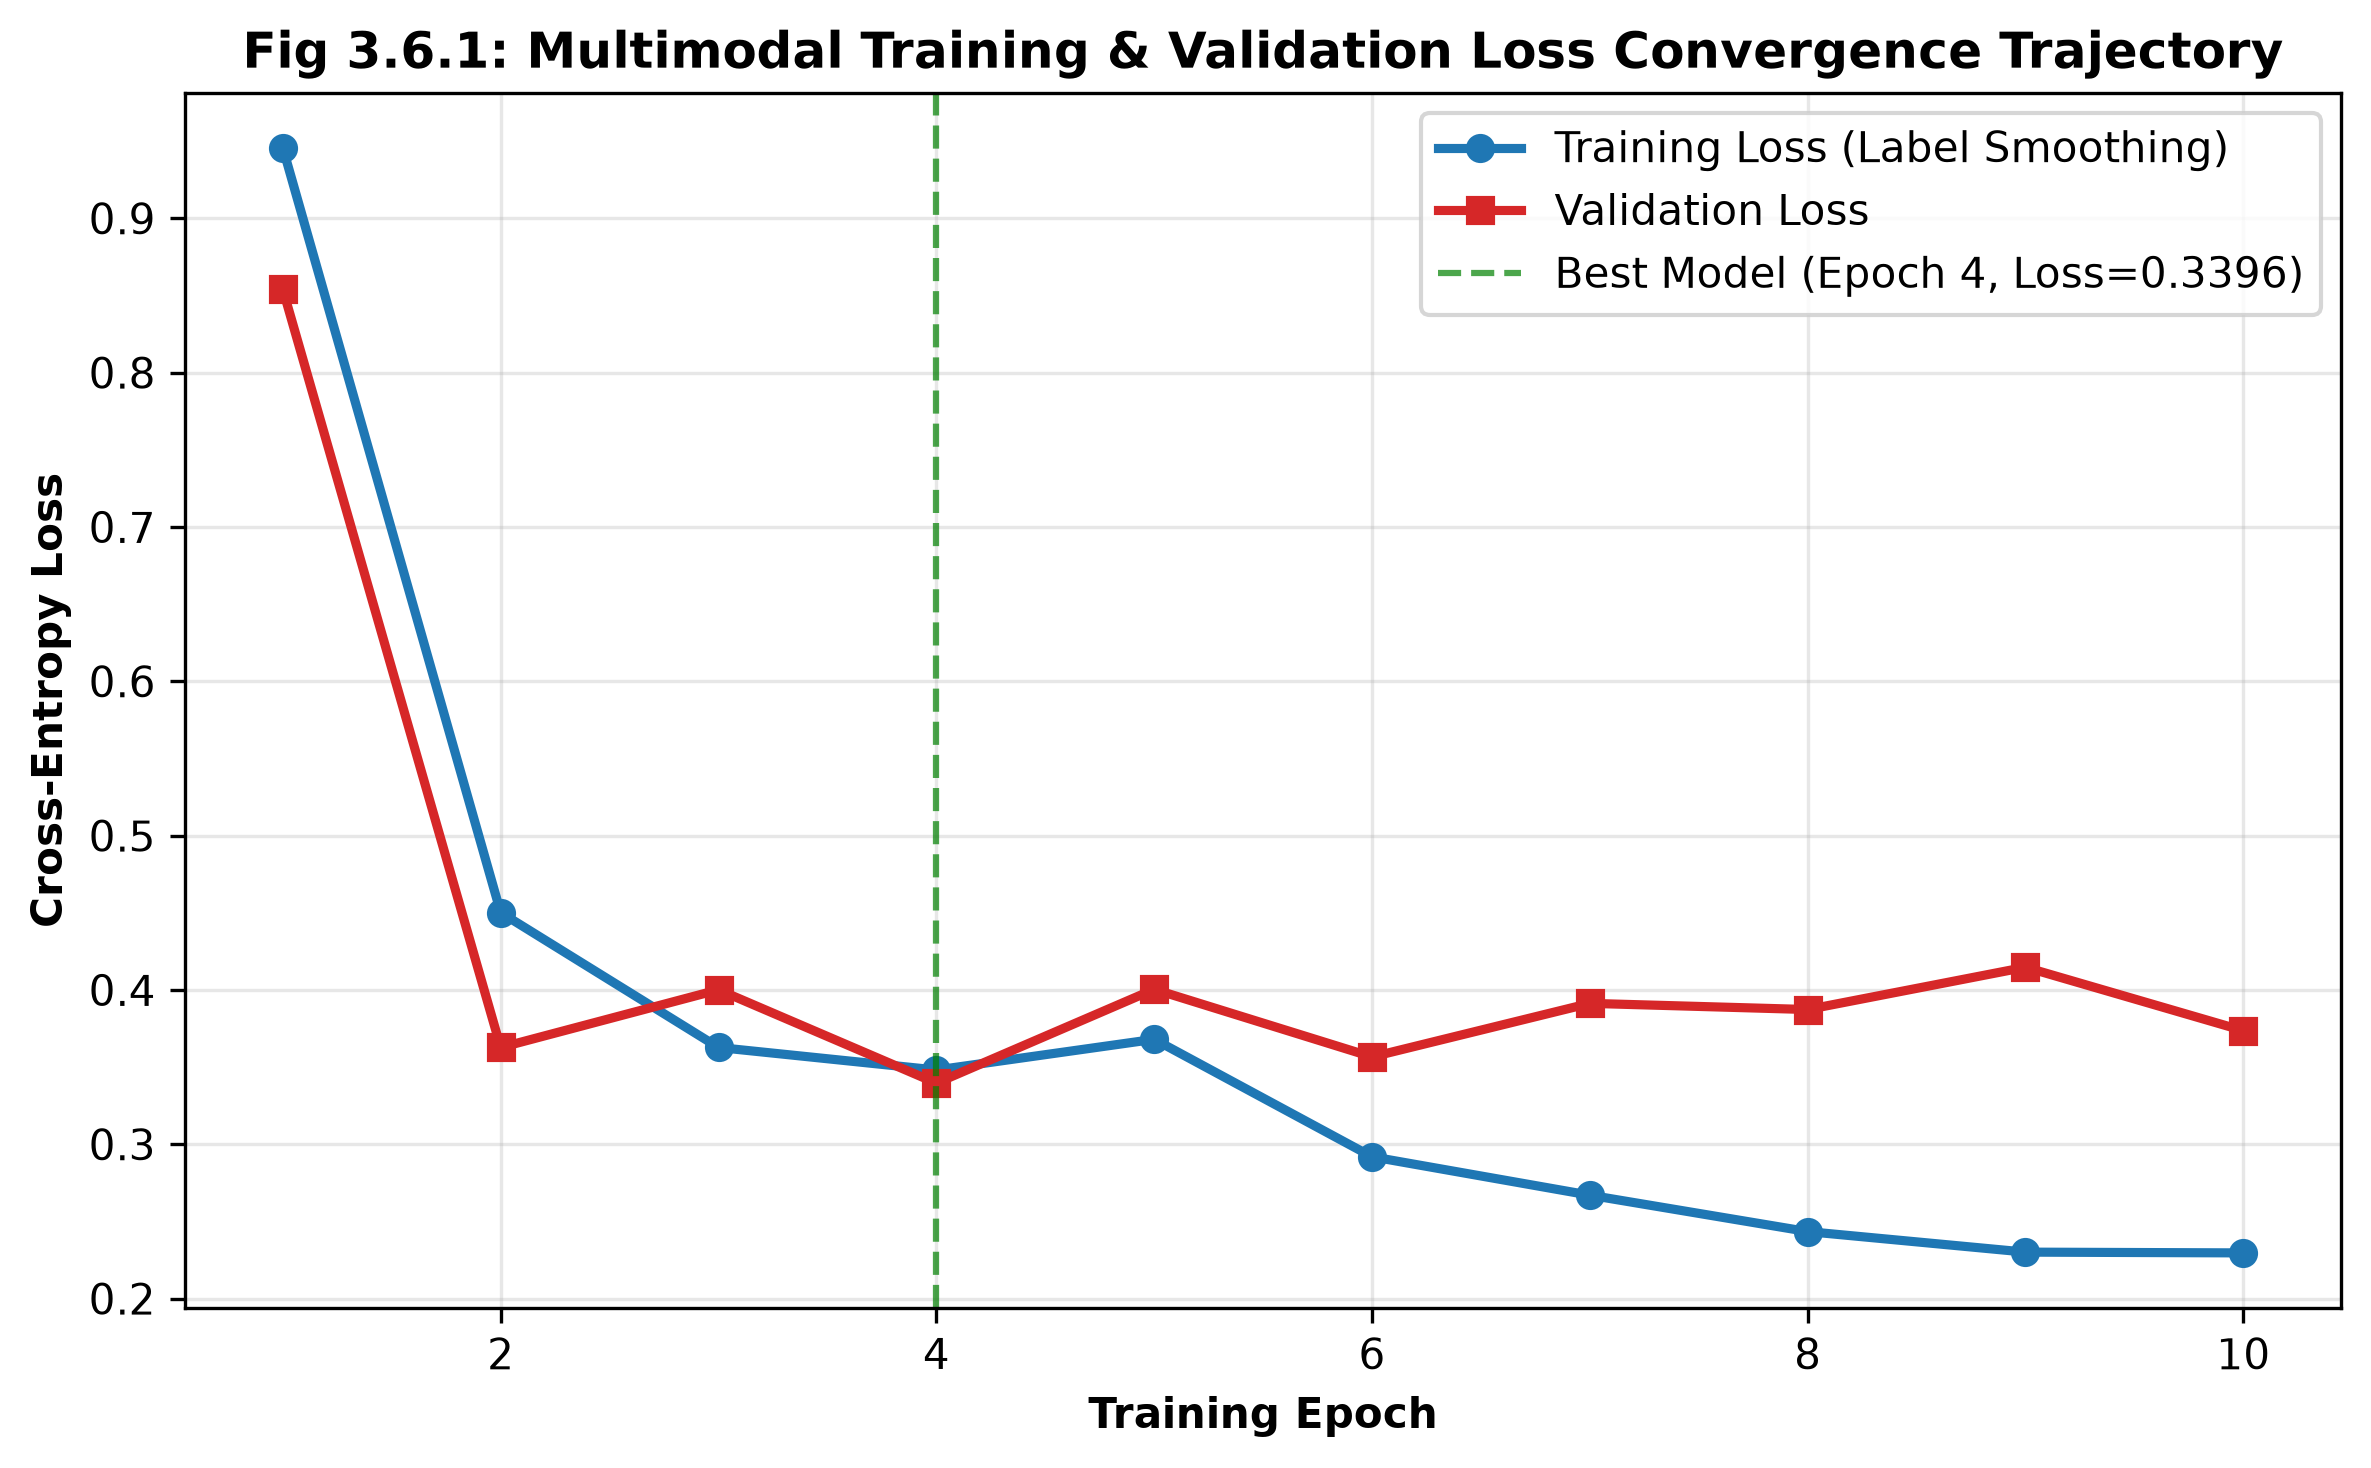 Fig 3.6.1: Multimodal Training & Validation Loss Convergence Trajectory
Training Loss (Label Smoothing)
Validation Loss
Best Model (Epoch 4, Loss=0.3396)
Cross-Entropy Loss
0.9
0.8
0.7
0.6
0.5
0.4
0.3
0.2
2
4
6
8
10
Training Epoch